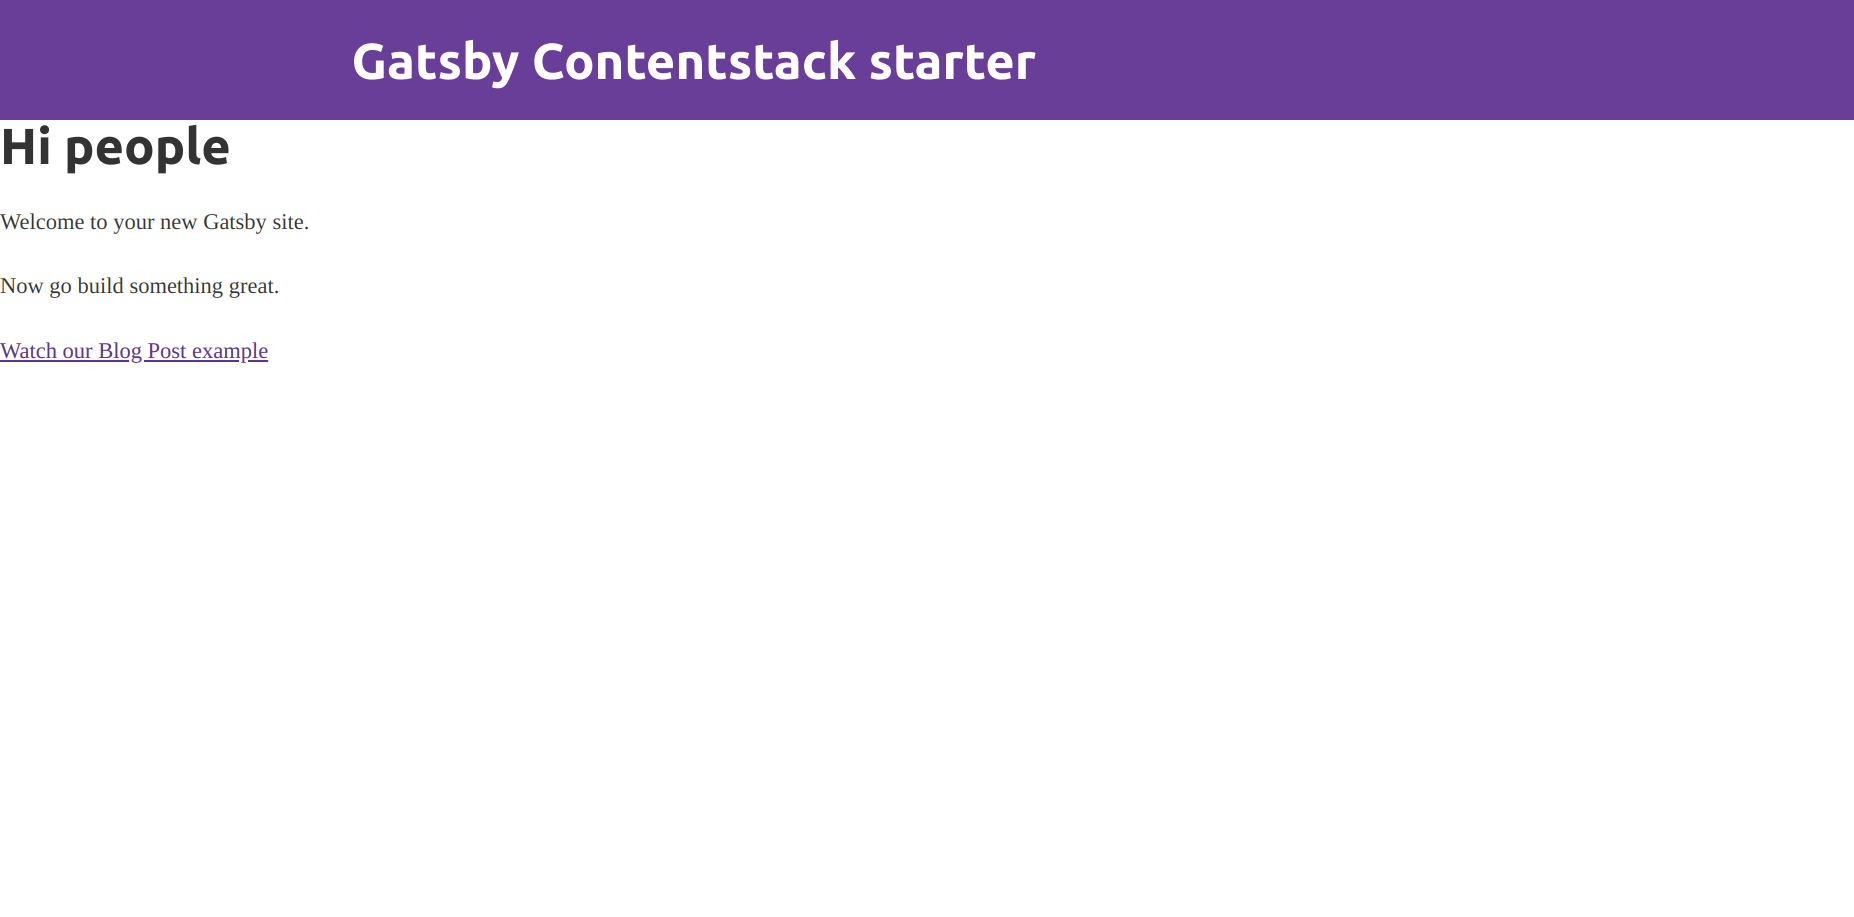 Gatsby Contentstack starter
Hi people
Welcome to your new Gatsby site.
Now go build something great.
Watch our Blog Post example